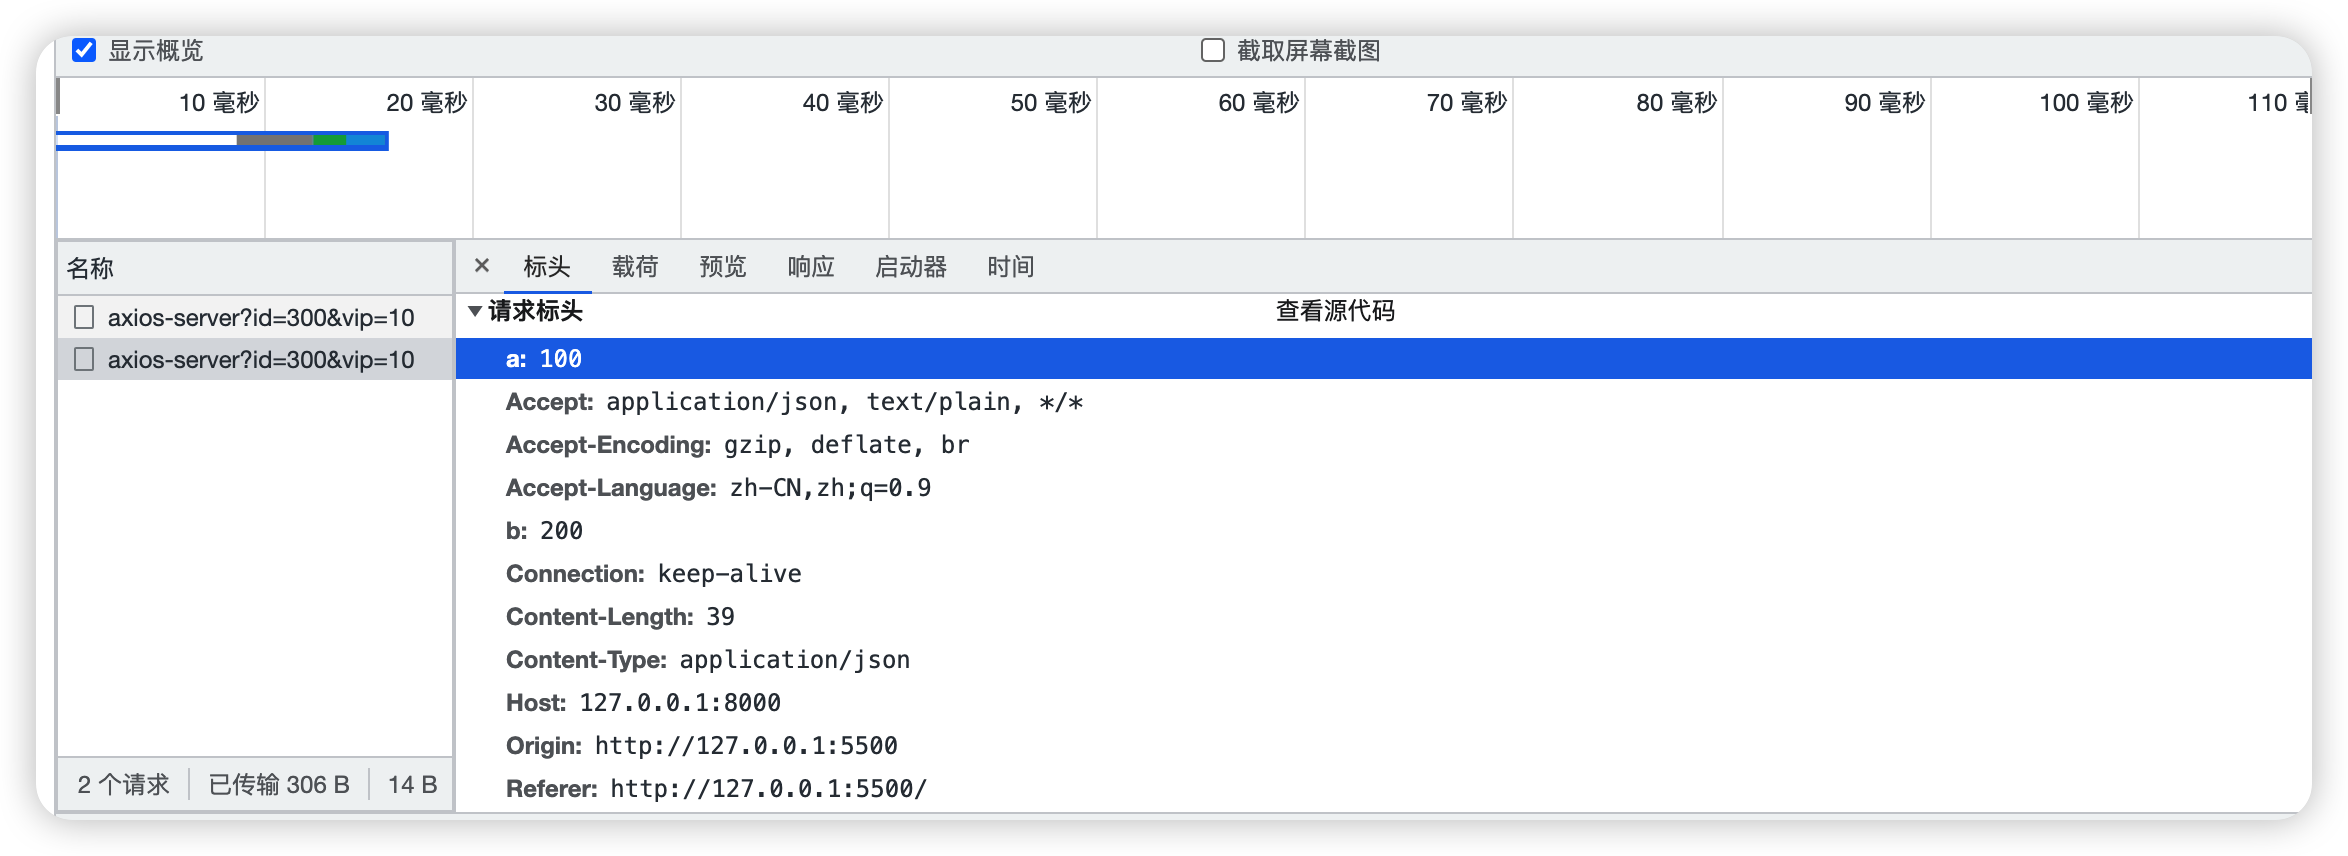 显示概览
截取屏幕截图
10 毫秒 20 毫秒 30 毫秒 40 毫秒 50 毫秒 60 毫秒 70 毫秒 80 毫秒 90 毫秒 100 毫秒 110
名称
× 标头 载荷 预览 响应 启动器 时间
axios-server?id=300&vip=10
axios-server?id=300&vip=10
2 个请求 已传输 306 B 14 B
请求标头 查看源代码
a: 100
Accept: application/json, text/plain, */*
Accept-Encoding: gzip, deflate, br
Accept-Language: zh-CN,zh;q=0.9
b: 200
Connection: keep-alive
Content-Length: 39
Content-Type: application/json
Host: 127.0.0.1:8000
Origin: http://127.0.0.1:5500
Referer: http://127.0.0.1:5500/